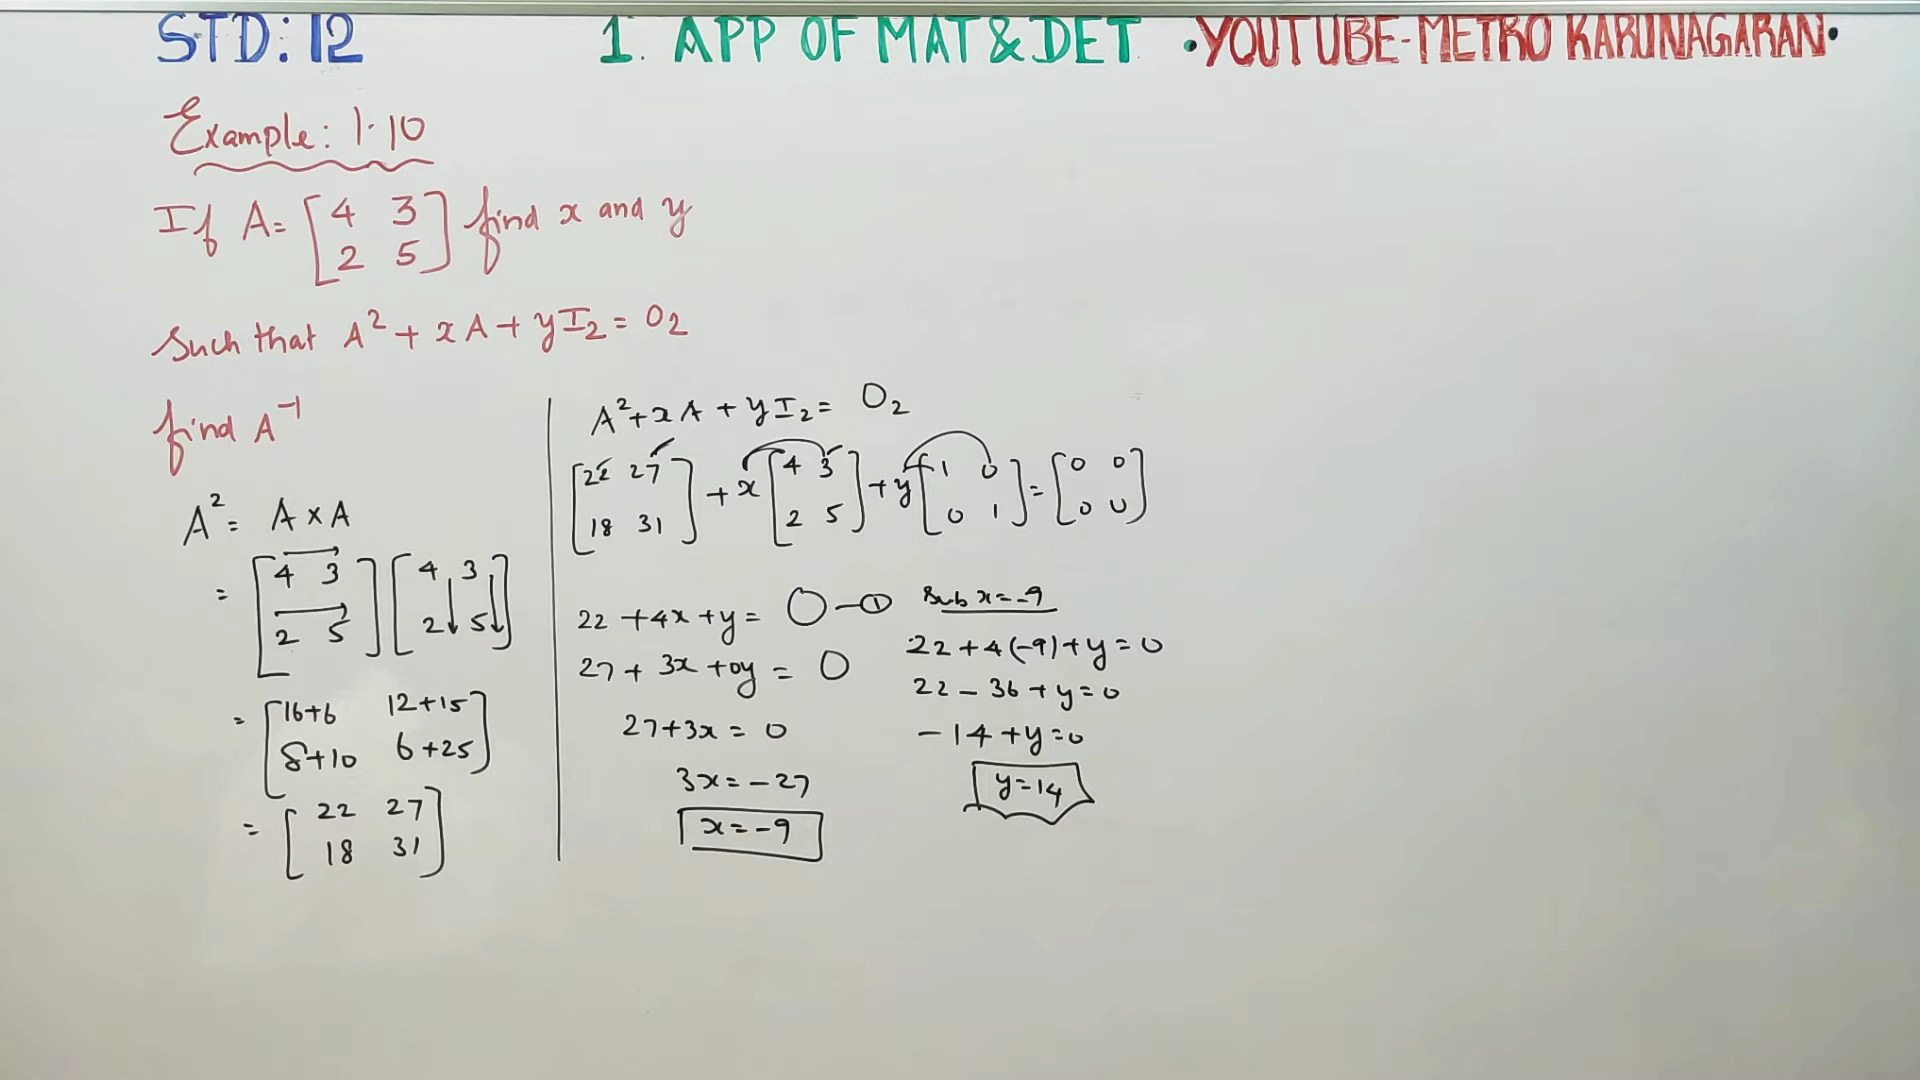 STD: 12 1. APP OF MAT & DET •YOUTUBE-METRO KARUNAGARAN•
Example: 1.10
If A= [4 3
2 5] find x and y
Such that A² + xA + yI₂ = O₂
find A⁻¹
A² = A × A
= [4 3
2 5] [4 3
2 5]
= [16+6 12+15
8+10 6+25]
= [22 27
18 31]
A²+xA + yI₂ = O₂
[22 27
18 31] + x [4 3
2 5] + y [1 0
0 1] = [0 0
0 0]
22 + 4x + y = 0 — ①
27 + 3x + 0y = 0
27+3x = 0
3x = -27
x = -9
Sub x = -9
22 + 4(-9) + y = 0
22 - 36 + y = 0
-14 + y = 0
y = 14